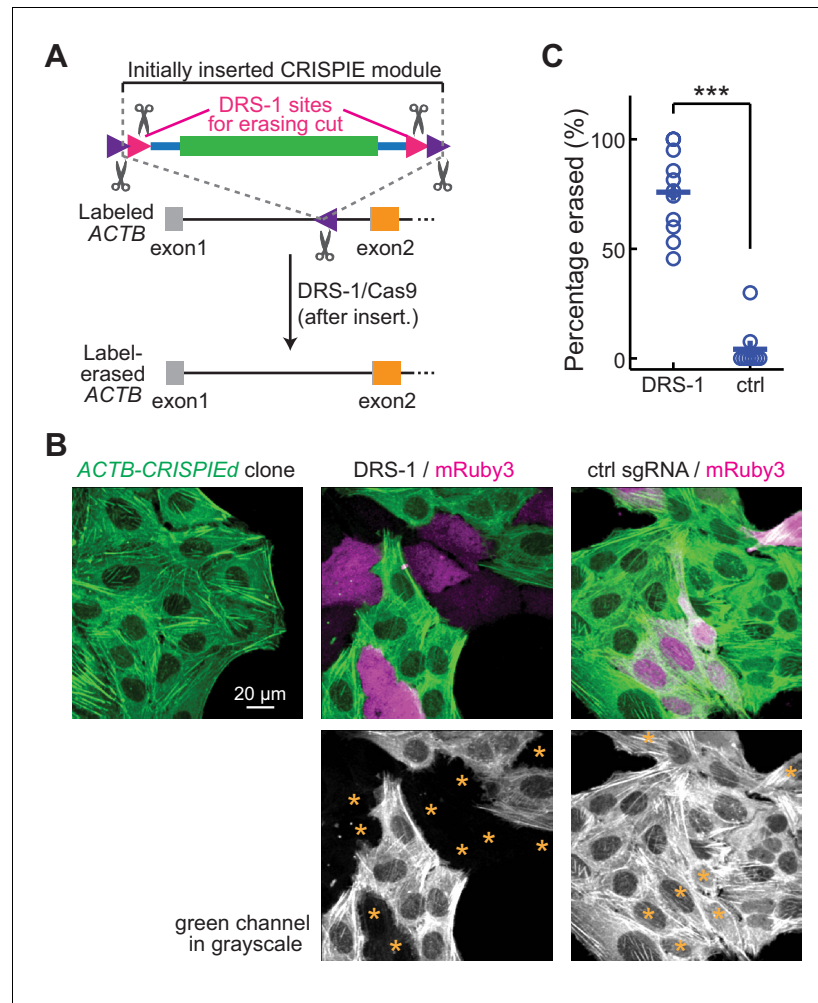 A
Initially inserted CRISPIE module
DRS-1 sites
for erasing cut
Labeled
ACTB
exon1
exon2
DRS-1/Cas9
(after insert.)
Label-
erased
ACTB
exon1
exon2
C
***
Percentage erased (%)
100
50
0
DRS-1
ctrl
B
ACTB-CRISPIEd clone
DRS-1 / mRuby3
ctrl sgRNA / mRuby3
20 µm
green channel
in grayscale